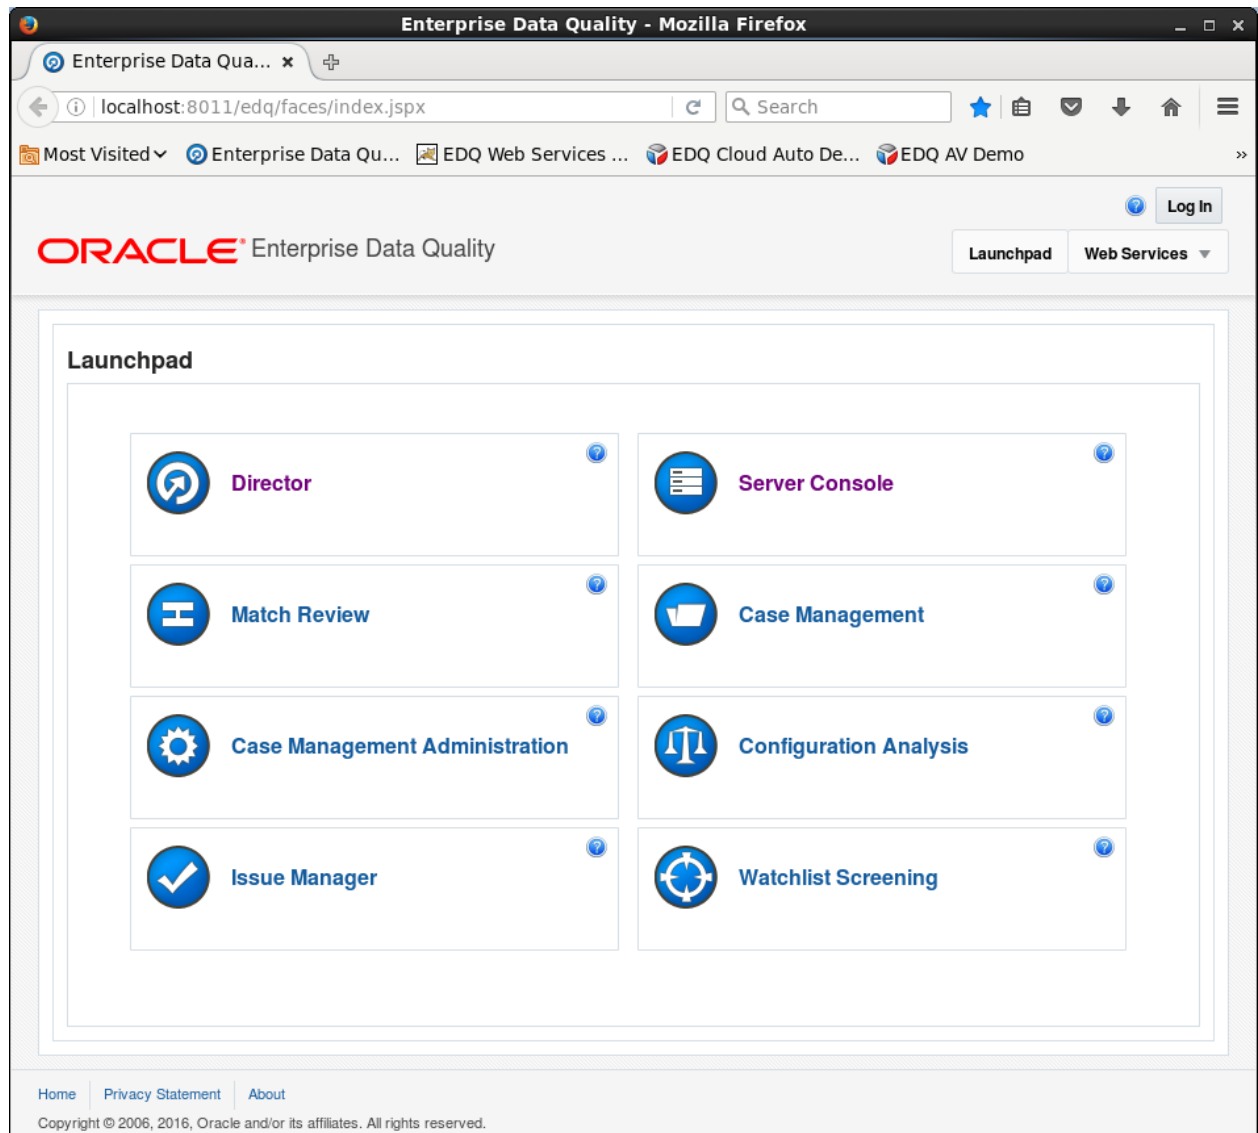 Enterprise Data Quality - Mozilla Firefox
Enterprise Data Qua...
localhost:8011/edq/faces/index.jspx
Search
Most Visited
Enterprise Data Qu...
EDQ Web Services ...
EDQ Cloud Auto De...
EDQ AV Demo
Log In
ORACLE Enterprise Data Quality
Launchpad
Web Services
Launchpad
Director
Server Console
Match Review
Case Management
Case Management Administration
Configuration Analysis
Issue Manager
Watchlist Screening
Home
Privacy Statement
About
Copyright © 2006, 2016, Oracle and/or its affiliates. All rights reserved.